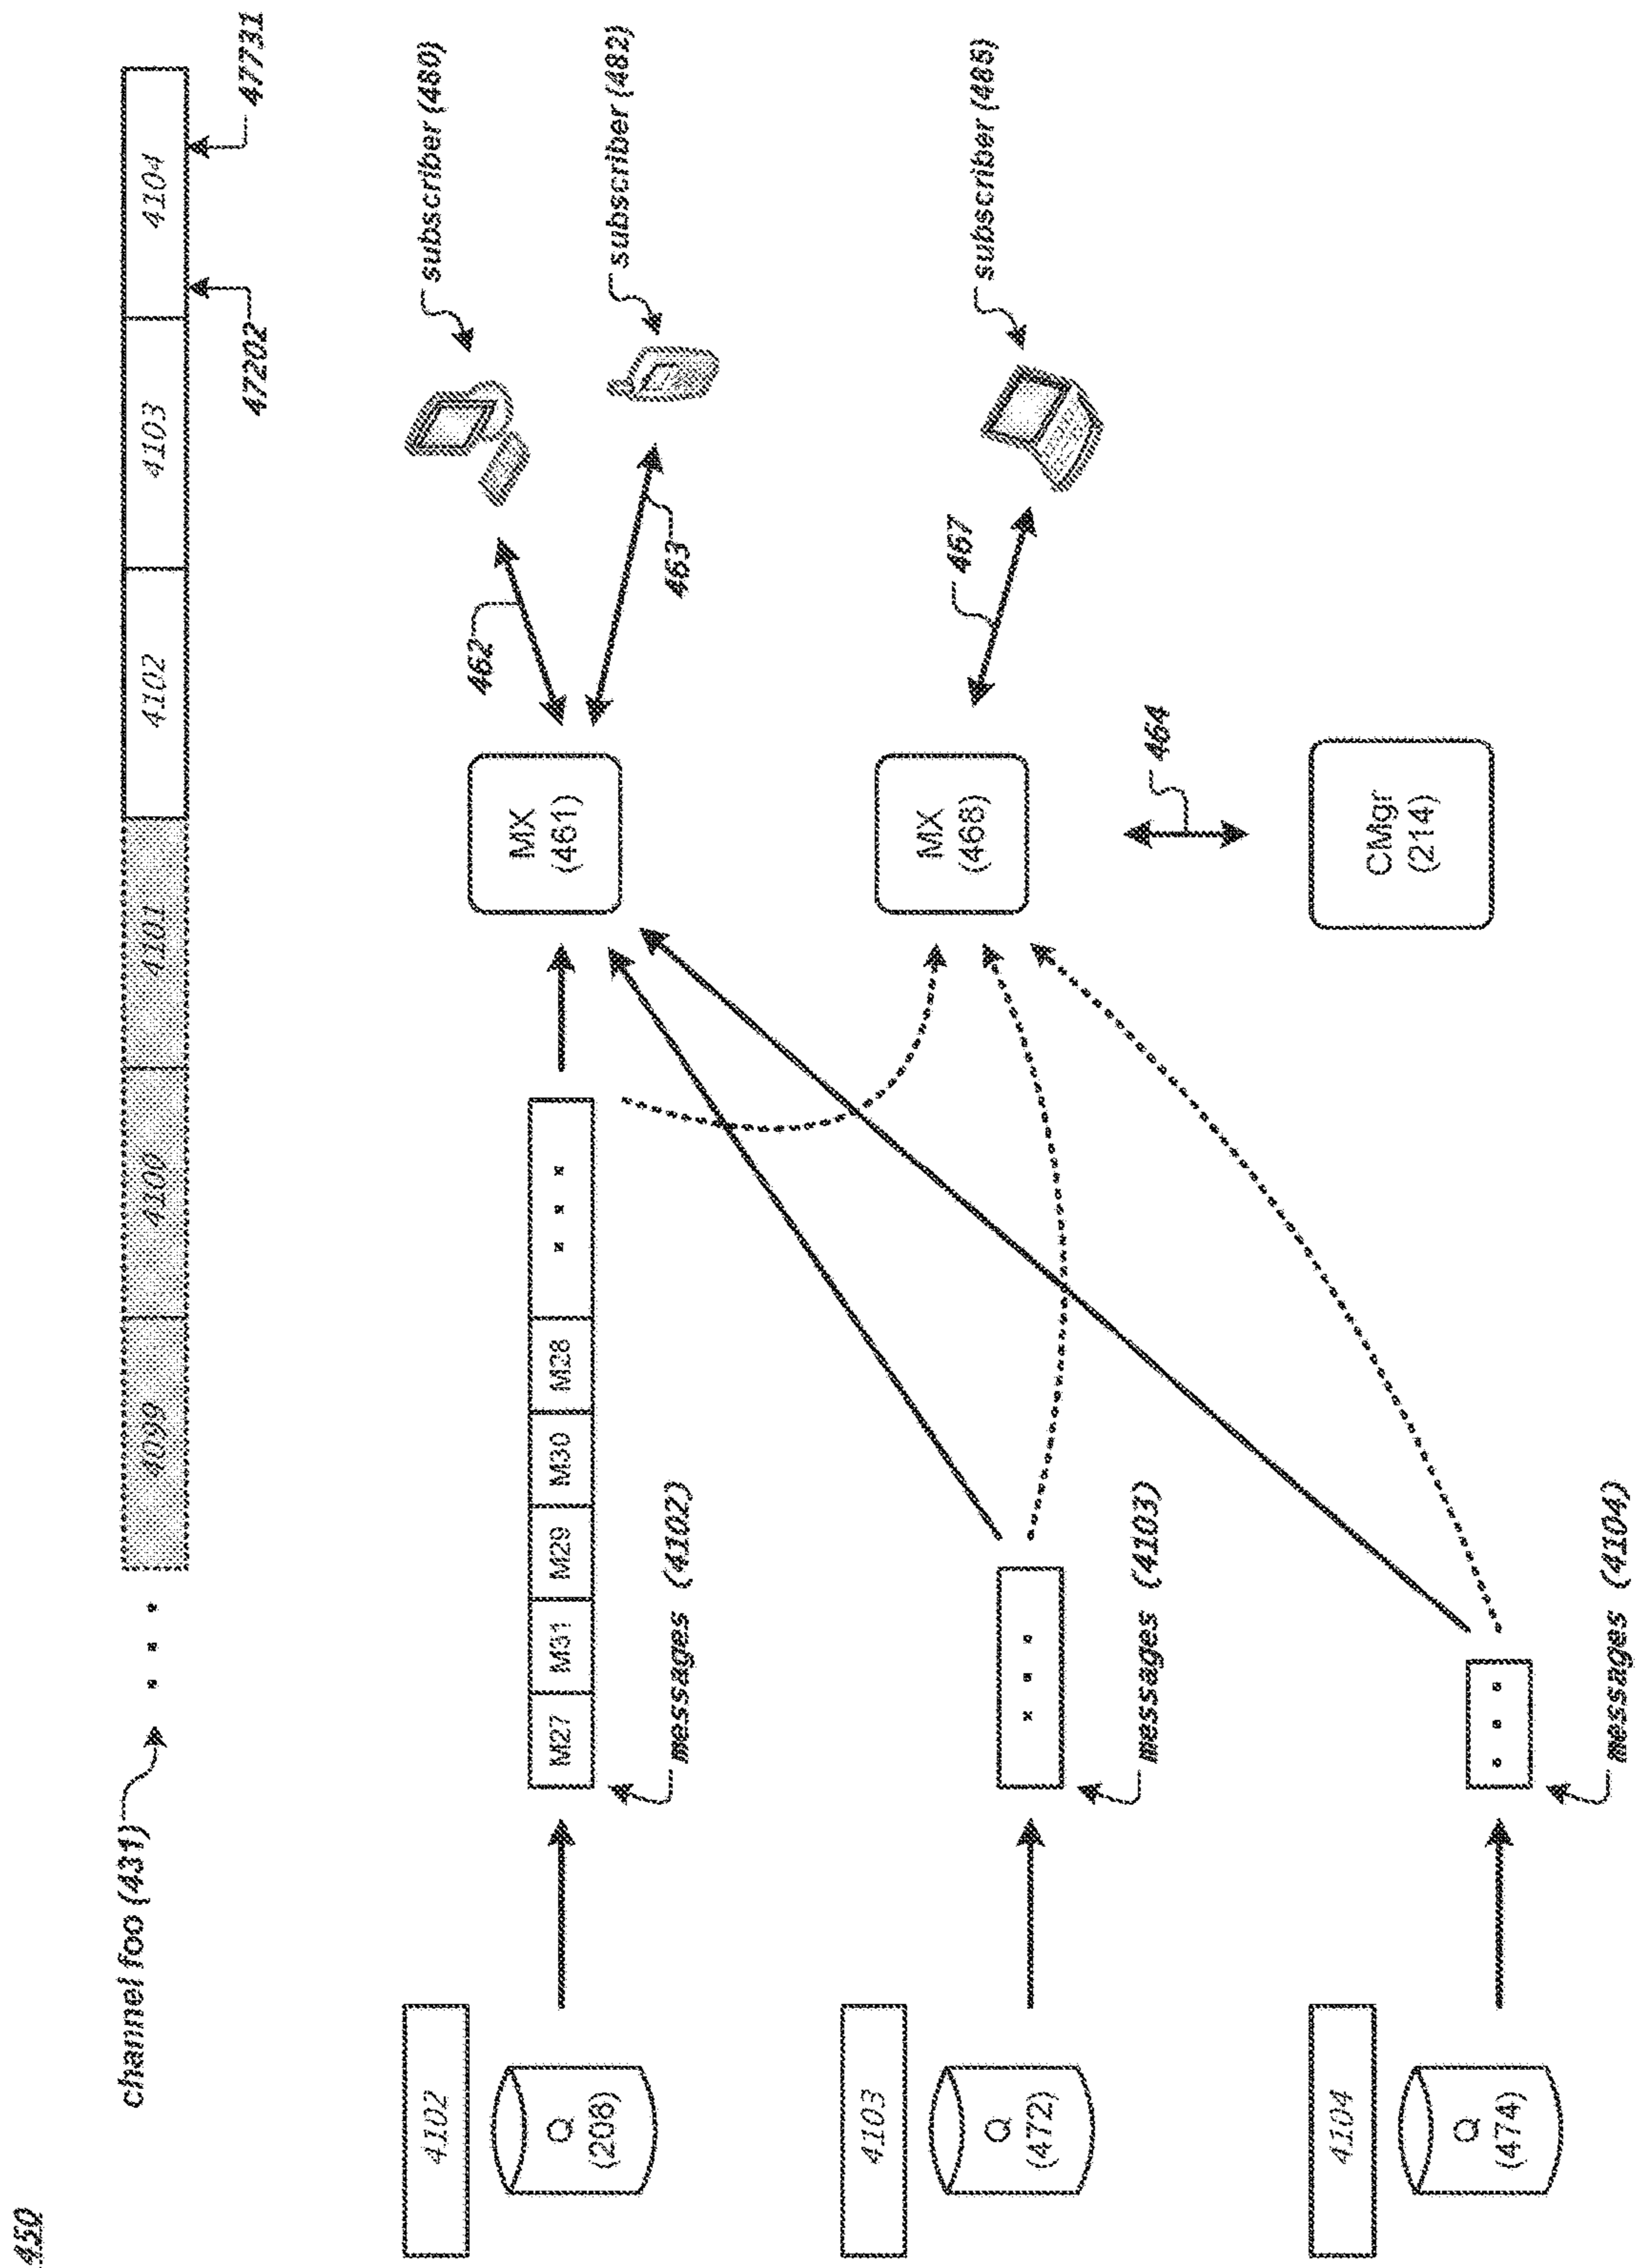 450
channel foo (431)
4099
4100
4101
4102
4103
4104
47202
47731
4102
Q
(208)
M27
M31
M29
M30
M28
messages (4102)
MX
(461)
462
463
subscriber (480)
subscriber (482)
4103
Q
(472)
messages (4103)
MX
(468)
467
subscriber (485)
464
4104
Q
(474)
messages (4104)
CMgr
(214)